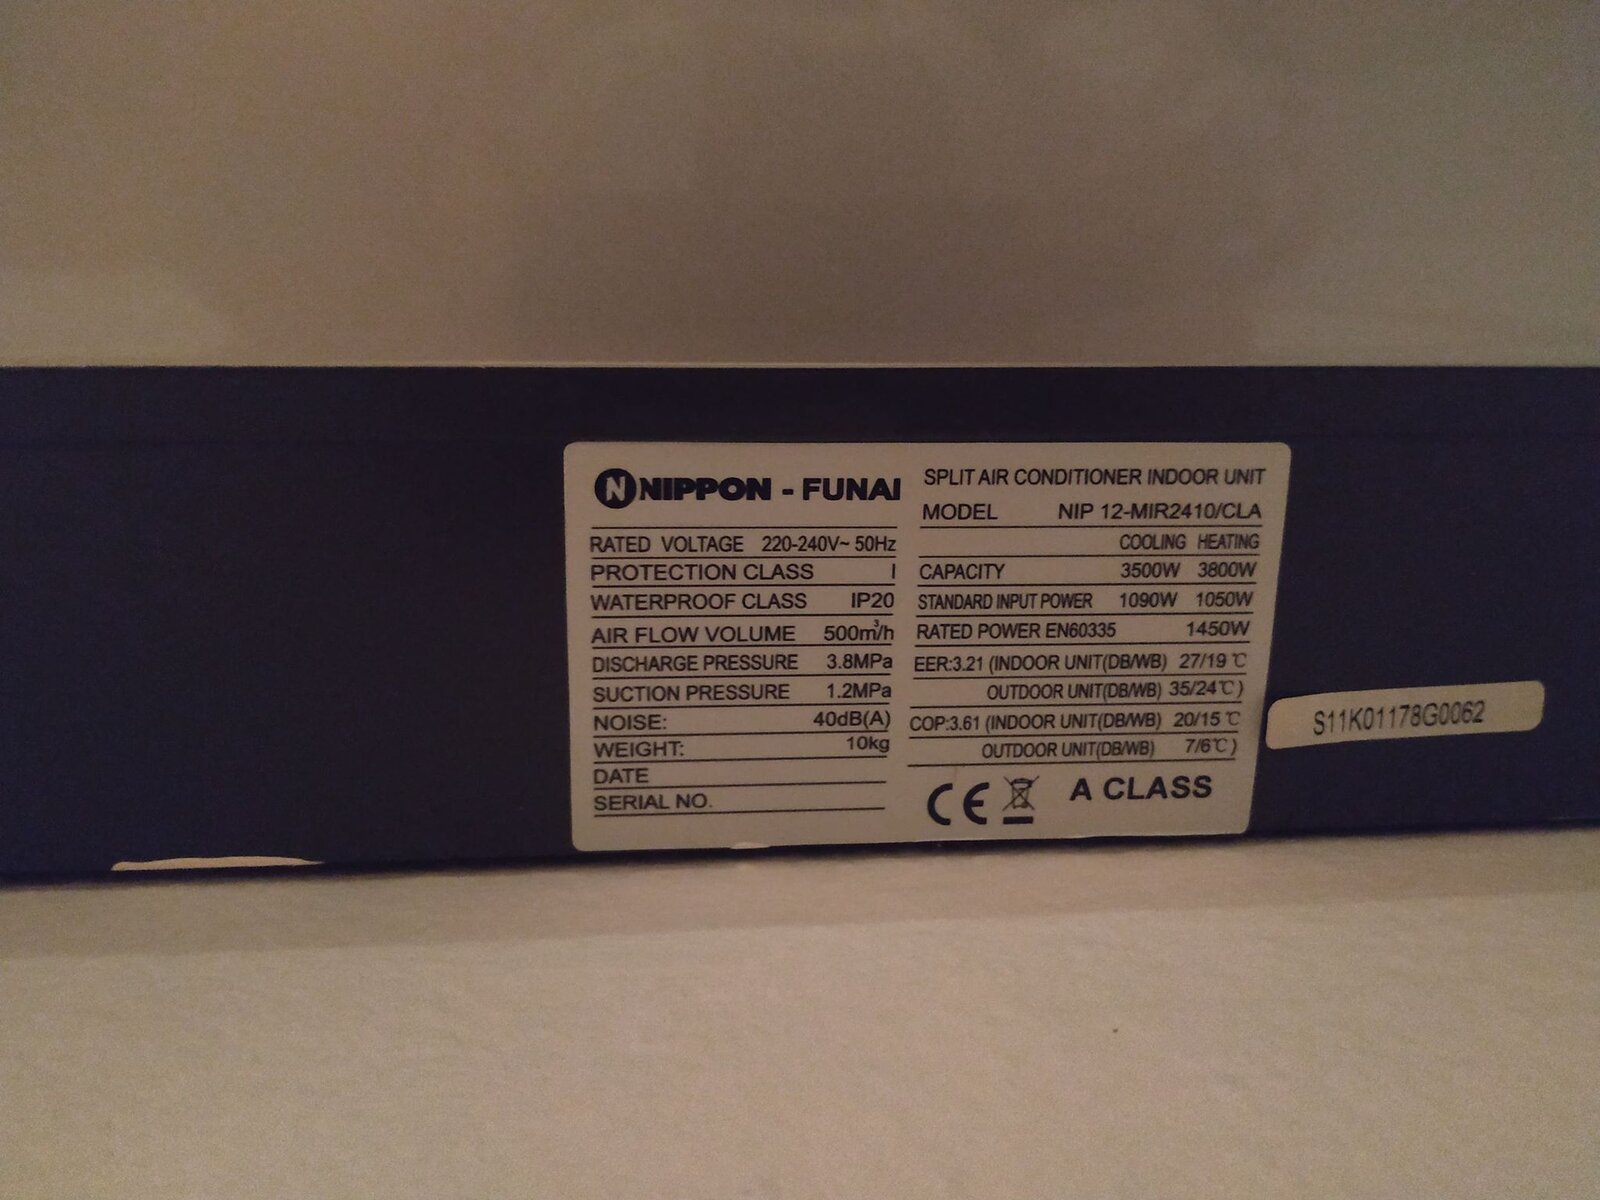 NIPPON - FUNAI
RATED VOLTAGE 220-240V~ 50Hz
PROTECTION CLASS I
WATERPROOF CLASS IP20
AIR FLOW VOLUME 500m³/h
DISCHARGE PRESSURE 3.8MPa
SUCTION PRESSURE 1.2MPa
NOISE: 40dB(A)
WEIGHT: 10kg
DATE
SERIAL NO.
SPLIT AIR CONDITIONER INDOOR UNIT
MODEL NIP 12-MIR2410/CLA
COOLING HEATING
CAPACITY 3500W 3800W
STANDARD INPUT POWER 1090W 1050W
RATED POWER EN60335 1450W
EER:3.21 (INDOOR UNIT(DB/WB) 27/19 ℃
OUTDOOR UNIT(DB/WB) 35/24℃)
COP:3.61 (INDOOR UNIT(DB/WB) 20/15 ℃
OUTDOOR UNIT(DB/WB) 7/6℃)
CE A CLASS
S11K01178G0062